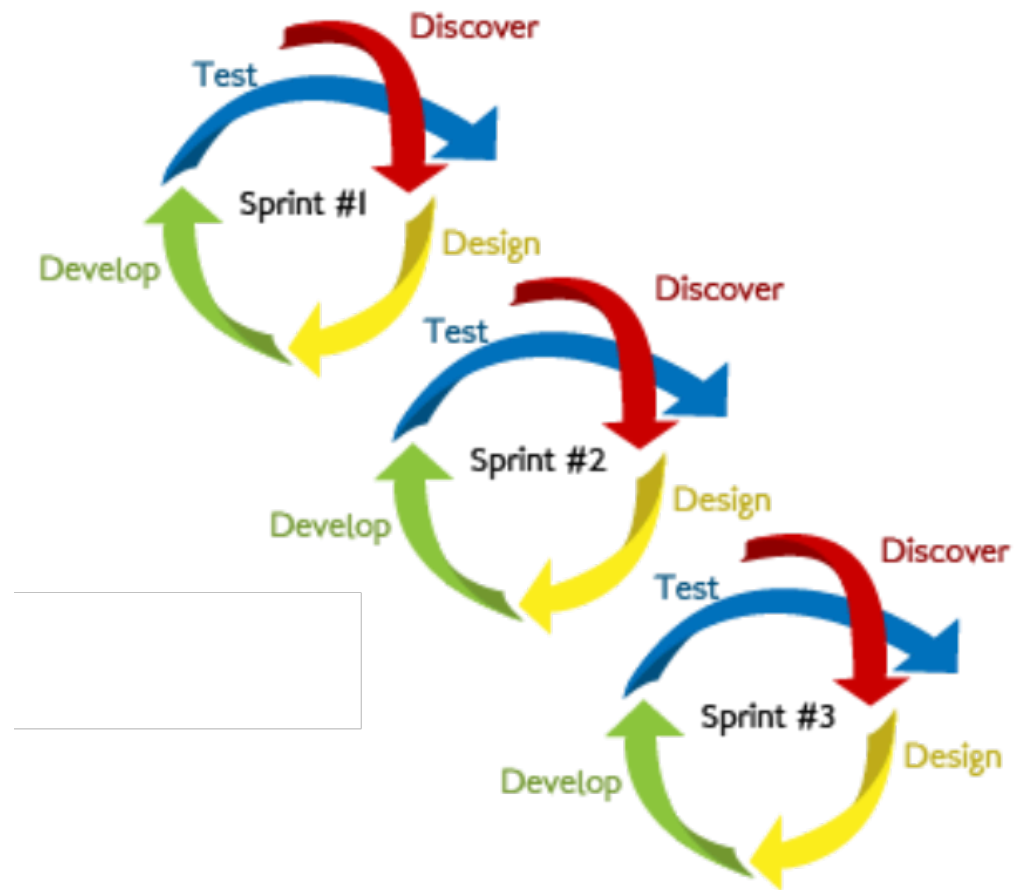 Discover
Test
Sprint #1
Design
Develop
Discover
Test
Sprint #2
Design
Develop
Discover
Test
Sprint #3
Design
Develop